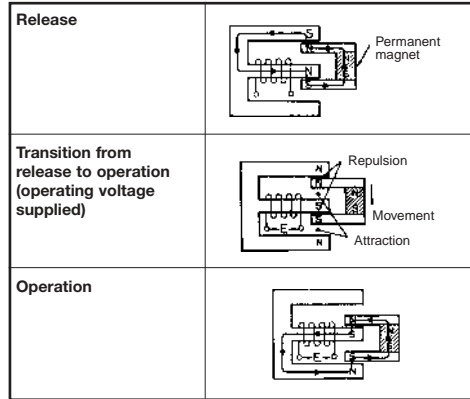 Release
Permanent
magnet
Transition from
release to operation
(operating voltage
supplied)
Repulsion
Movement
Attraction
N
E
N
Operation
E
N